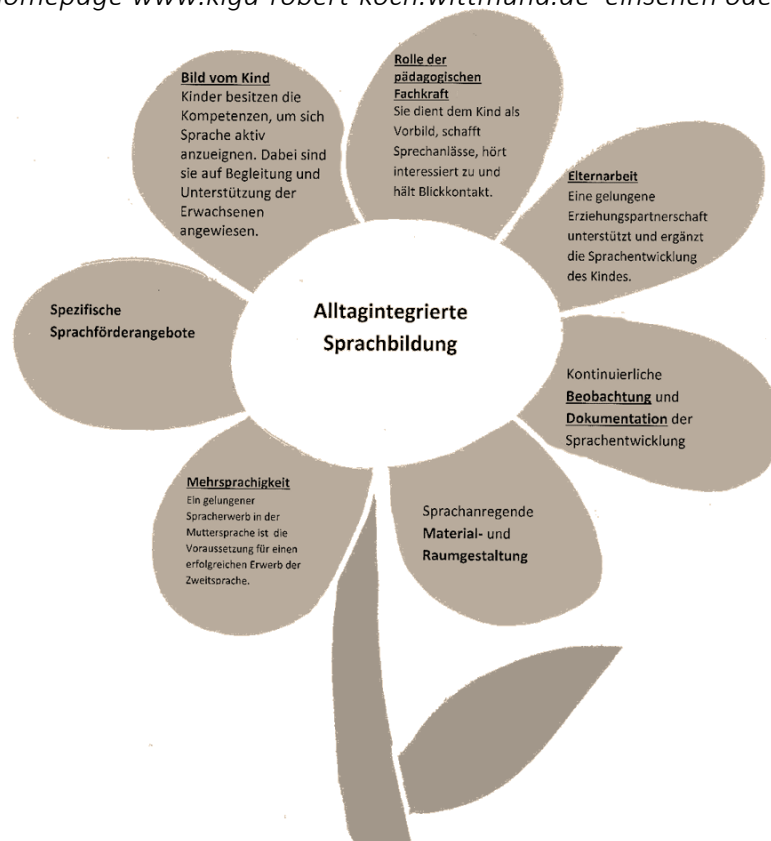 www.kiga-robert-koch.wittmund.de einsehen
Bild vom Kind
Kinder besitzen die
Kompetenzen, um sich
Sprache aktiv
anzueignen. Dabei sind
sie auf Begleitung und
Unterstützung der
Erwachsenen
angewiesen.
Rolle der
pädagogischen
Fachkraft
Sie dient dem Kind als
Vorbild, schafft
Sprechanlässe, hört
interessiert zu und
hält Blickkontakt.
Elternarbeit
Eine gelungene
Erziehungspartnerschaft
unterstützt und ergänzt
die Sprachentwicklung
des Kindes.
Spezifische
Sprachförderangebote
Alltagintegrierte
Sprachbildung
Kontinuierliche
Beobachtung und
Dokumentation der
Sprachentwicklung
Mehrsprachigkeit
Ein gelungener
Spracherwerb in der
Muttersprache ist die
Voraussetzung für einen
erfolgreichen Erwerb der
Zweitsprache.
Sprachanregende
Material- und
Raumgestaltung